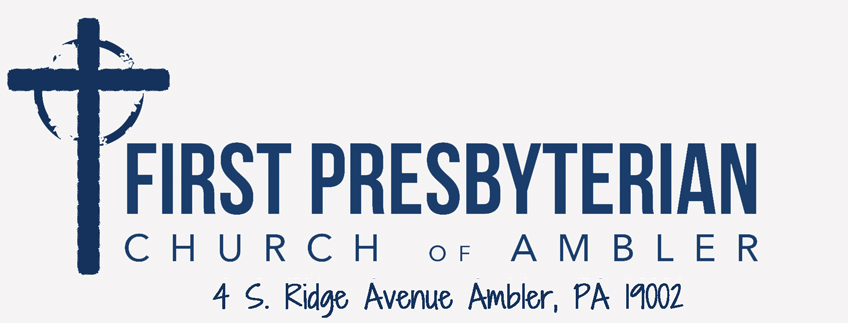 FIRST PRESBYTERIAN
CHURCH OF AMBLER
4 S. Ridge Avenue Ambler, PA 19002